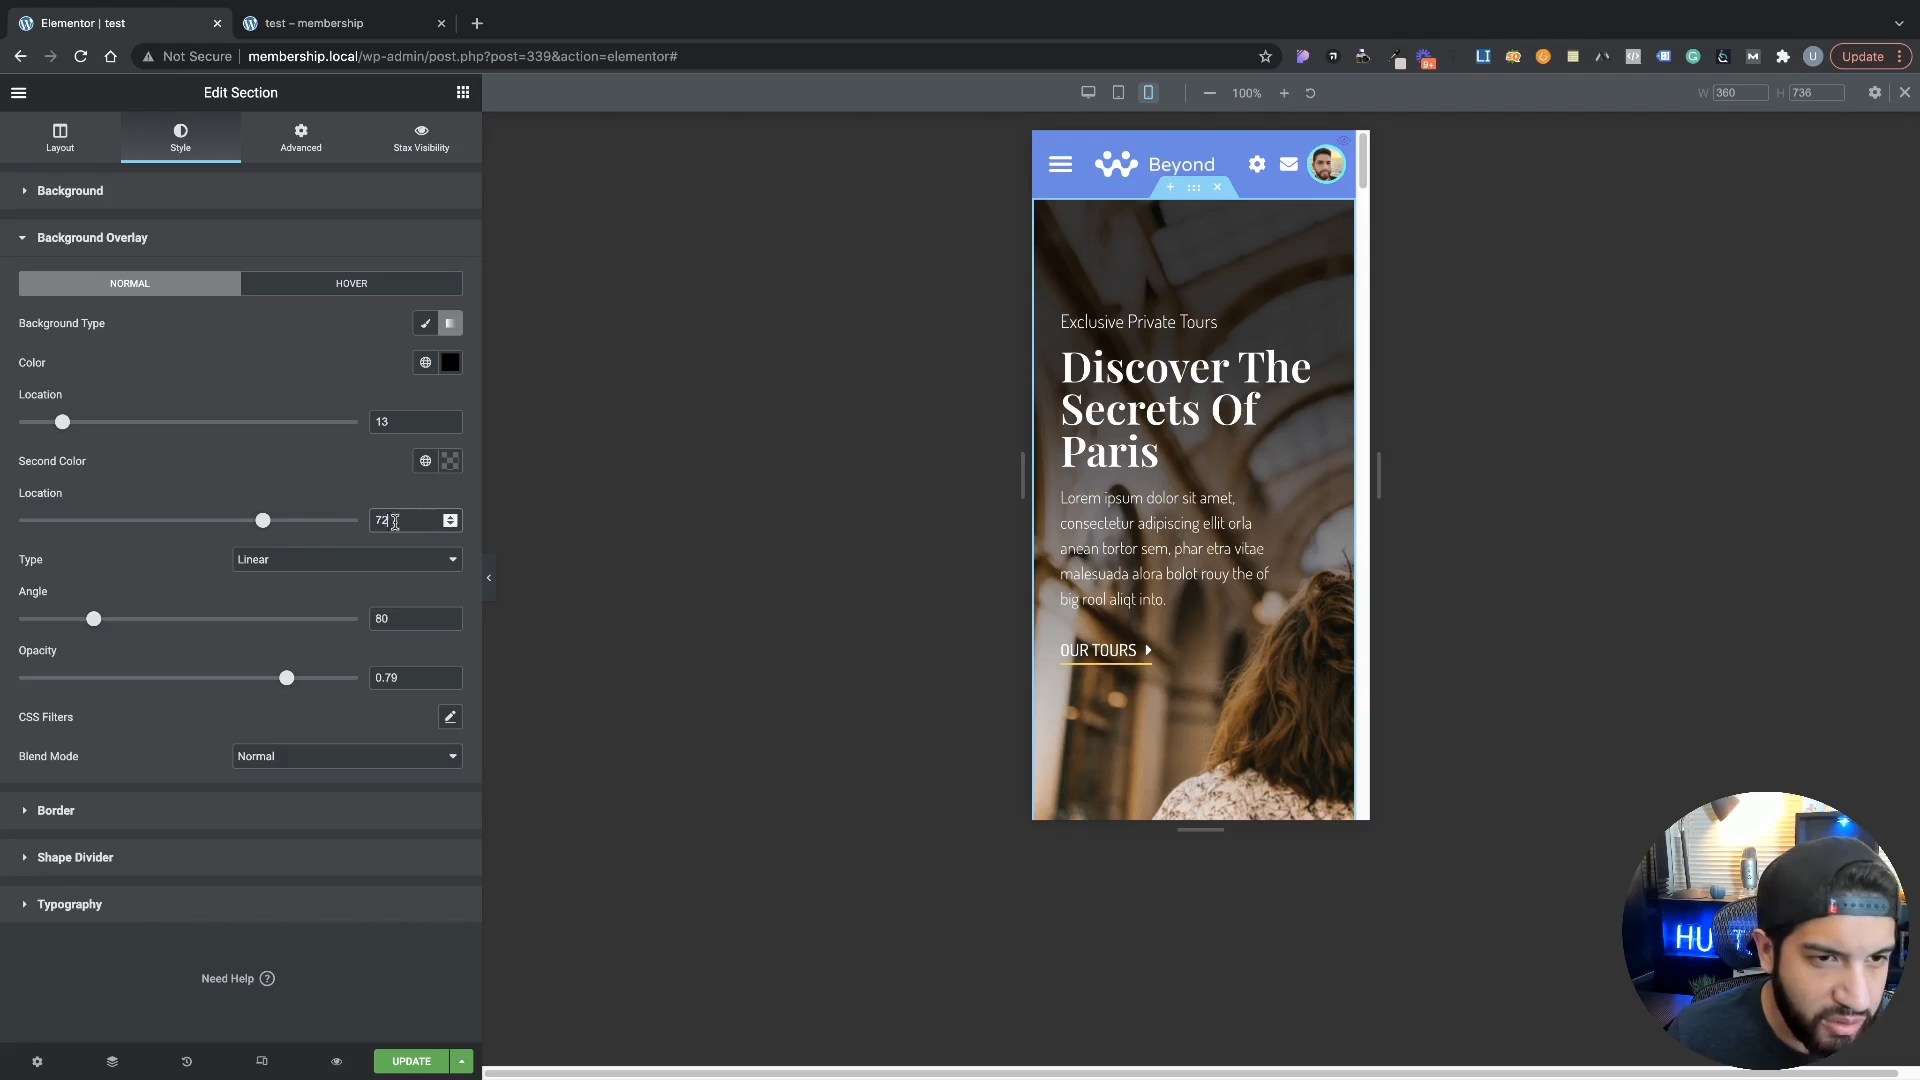 Elementor | test
test – membership
Not Secure
membership.local/wp-admin/post.php?post=339&action=elementor#
9+
LI
U
Update
Edit Section
100%
W 360
H 736
Layout
Style
Advanced
Stax Visibility
Background
Background Overlay
NORMAL
HOVER
Background Type
Color
Location
13
Second Color
Location
72
Type
Linear
Angle
80
Opacity
0.79
CSS Filters
Blend Mode
Normal
Border
Shape Divider
Typography
Need Help ?
UPDATE
Beyond
Exclusive Private Tours
Discover The
Secrets Of
Paris
Lorem ipsum dolor sit amet,
consectetur adipiscing ellit orla
anean tortor sem, phar etra vitae
malesuada alora bolot rouy the of
big rool aliqt into.
OUR TOURS
HU